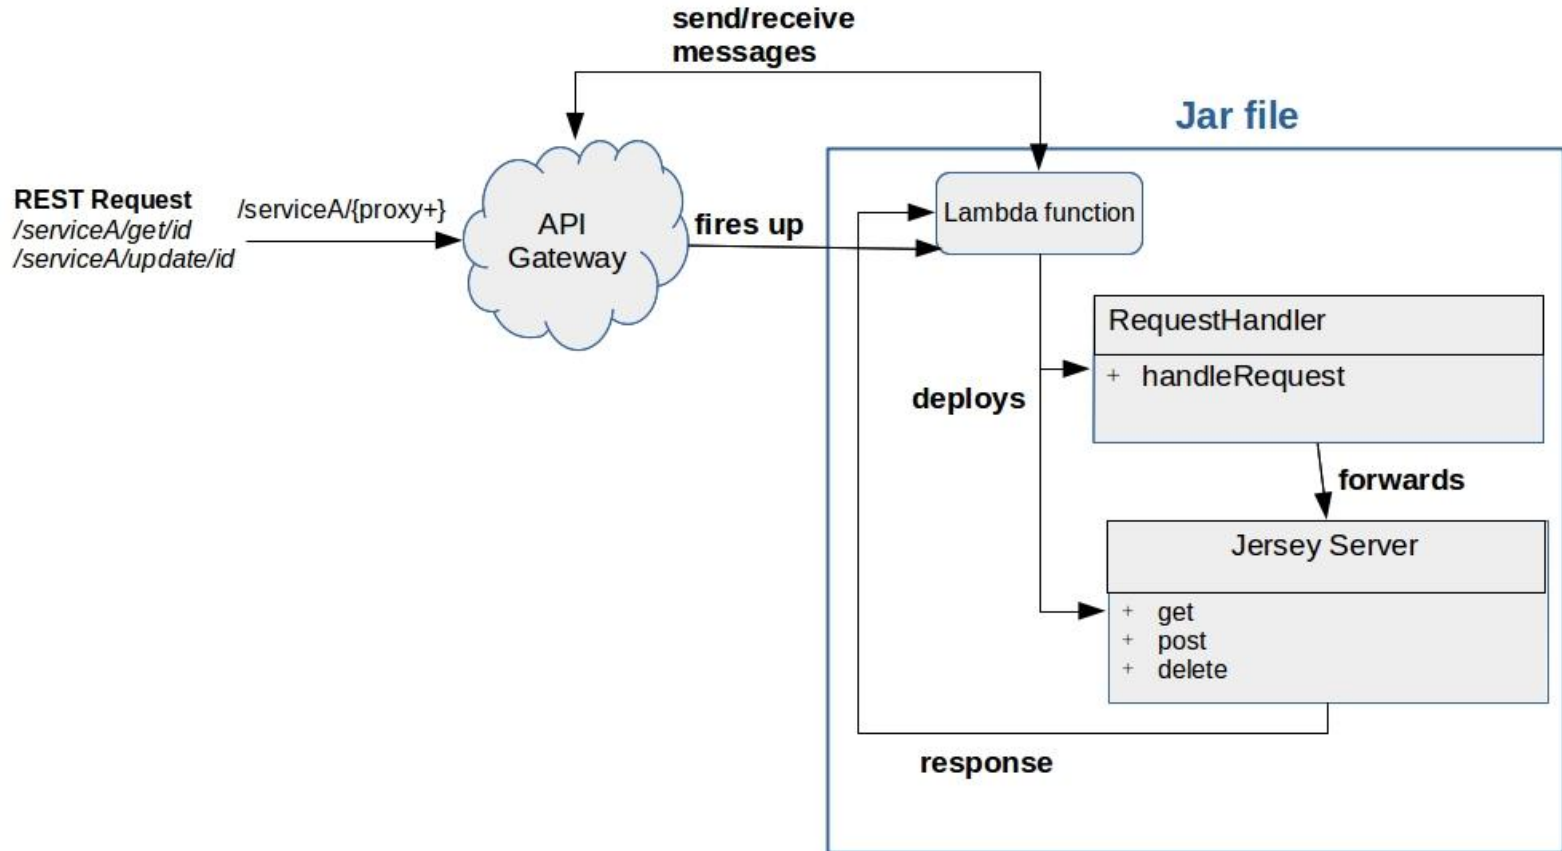 send/receive
messages
Jar file
REST Request
/serviceA/get/id
/serviceA/update/id
/serviceA/{proxy+}
API
Gateway
fires up
Lambda function
RequestHandler
+ handleRequest
deploys
forwards
Jersey Server
+ get
+ post
+ delete
response